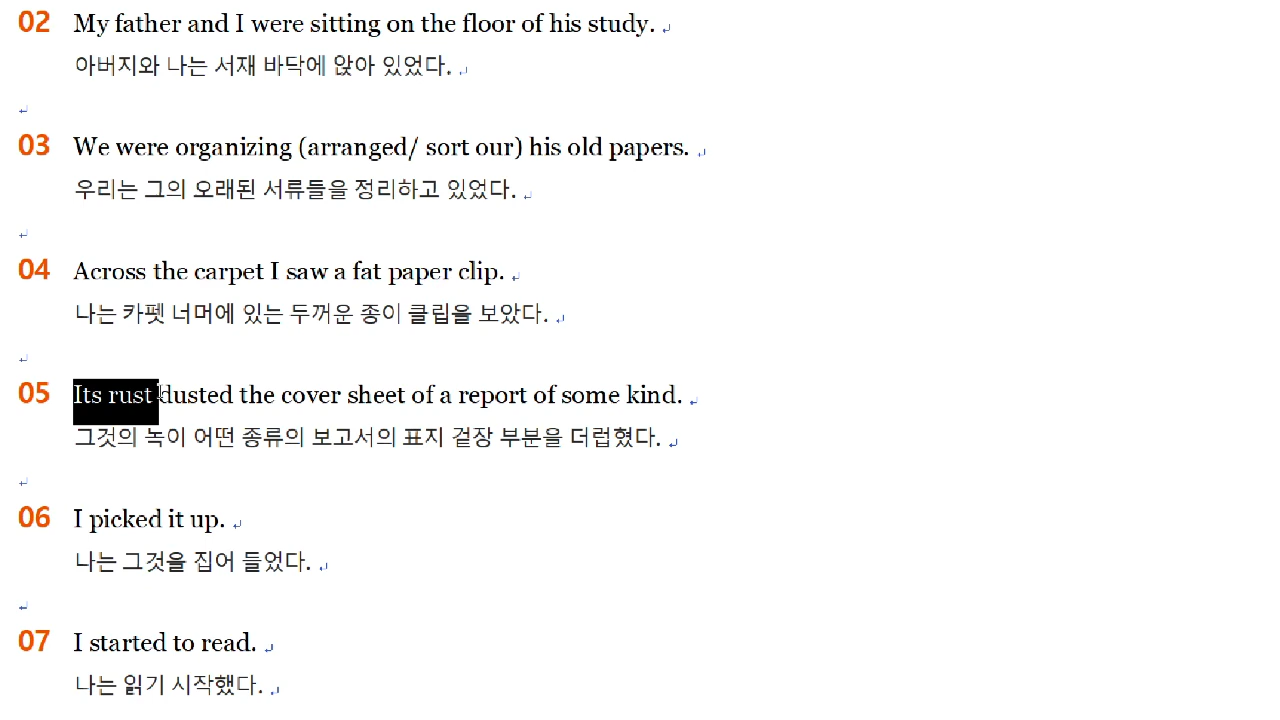 02 My father and I were sitting on the floor of his study.
아버지와 나는 서재 바닥에 앉아 있었다.
03 We were organizing (arranged/ sort our) his old papers.
우리는 그의 오래된 서류들을 정리하고 있었다.
04 Across the carpet I saw a fat paper clip.
나는 카펫 너머에 있는 두꺼운 종이 클립을 보았다.
05 Its rust dusted the cover sheet of a report of some kind.
그것의 녹이 어떤 종류의 보고서의 표지 겉장 부분을 더럽혔다.
06 I picked it up.
나는 그것을 집어 들었다.
07 I started to read.
나는 읽기 시작했다.